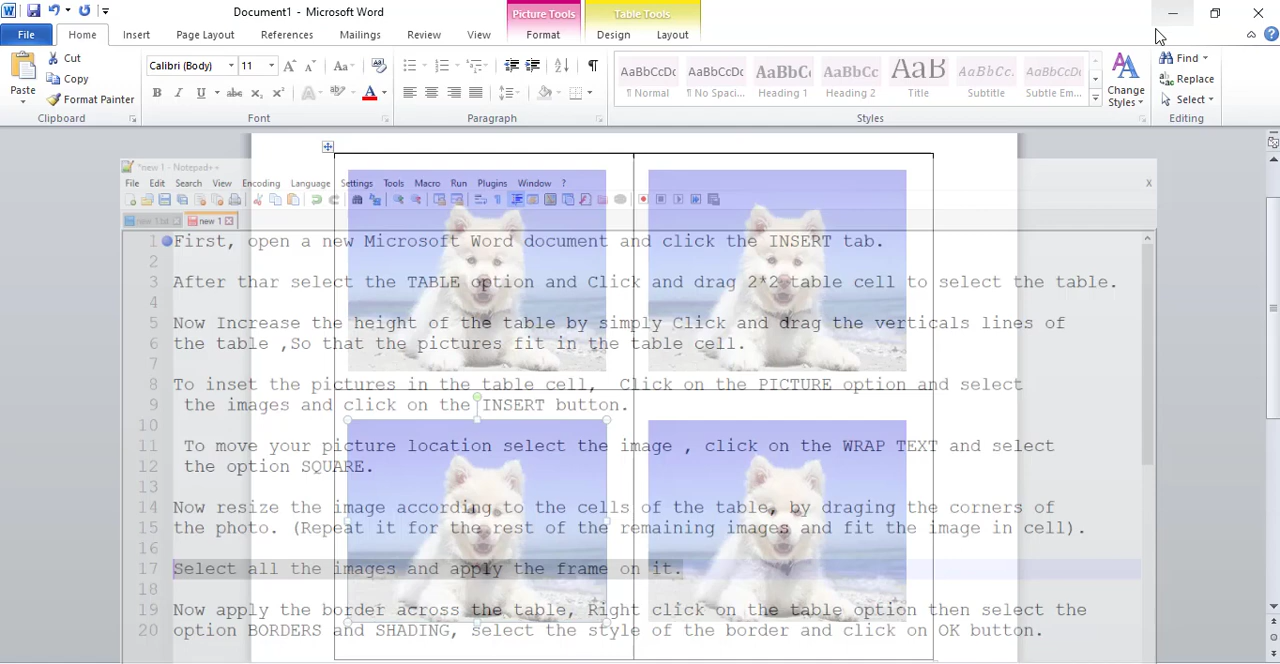 Document1 - Microsoft Word
Picture Tools
Table Tools
File
Home
Insert
Page Layout
References
Mailings
Review
View
Format
Design
Layout
Cut
Copy
Format Painter
Paste
Clipboard
Calibri (Body)
11
Font
Paragraph
AaBbCcDc
¶ Normal
AaBbCcDc
¶ No Spac...
AaBbC
Heading 1
AaBbCc
Heading 2
AaB
Title
AaBbCc.
Subtitle
AaBbCcDc
Subtle Em...
Styles
Change
Styles
Find
Replace
Select
Editing
*new 1 - Notepad++
File Edit Search View Encoding Language Settings Tools Macro Run Plugins Window ?
new 1
1 First, open a new Microsoft Word document and click the INSERT tab.
2
3 After thar select the TABLE option and Click and drag 2*2 table cell to select the table.
4
5 Now Increase the height of the table by simply Click and drag the verticals lines of
6 the table ,So that the pictures fit in the table cell.
7
8 To inset the pictures in the table cell, Click on the PICTURE option and select
9 the images and click on the INSERT button.
10
11 To move your picture location select the image , click on the WRAP TEXT and select
12 the option SQUARE.
13
14 Now resize the image according to the cells of the table, by draging the corners of
15 the photo. (Repeat it for the rest of the remaining images and fit the image in cell).
16
17 Select all the images and apply the frame on it.
18
19 Now apply the border across the table, Right click on the table option then select the
20 option BORDERS and SHADING, select the style of the border and click on OK button.